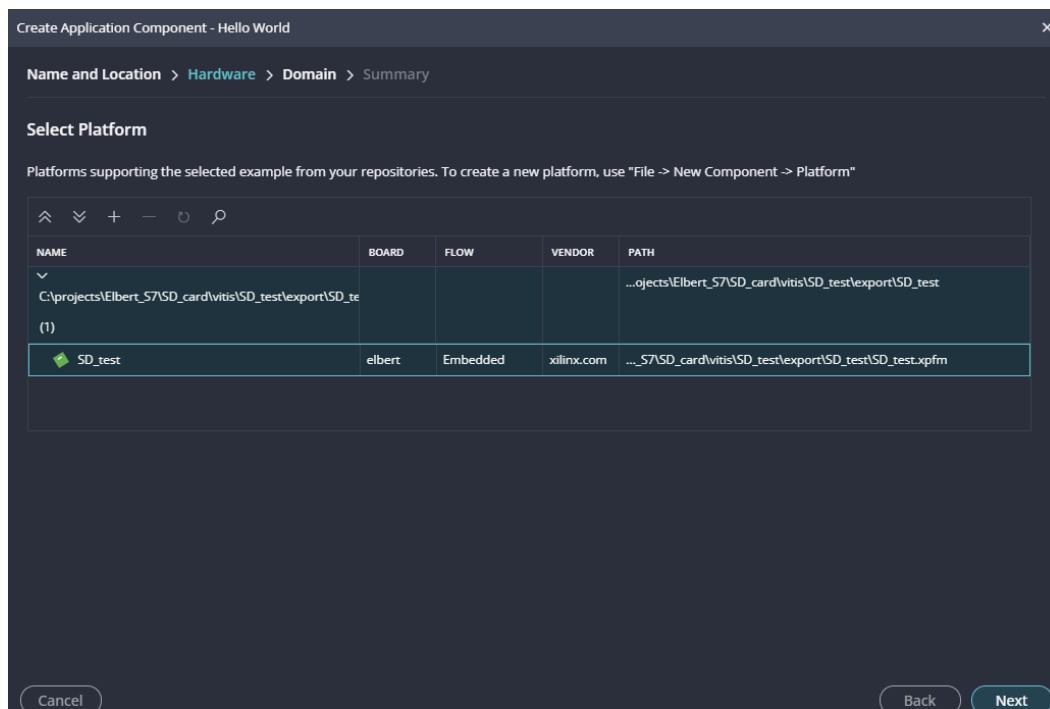 Create Application Component - Hello World
Name and Location > Hardware > Domain > Summary
Select Platform
Platforms supporting the selected example from your repositories. To create a new platform, use "File -> New Component -> Platform"
NAME BOARD FLOW VENDOR PATH
C:\projects\Elbert_S7\SD_card\vitis\SD_test\export\SD_te ...ojects\Elbert_S7\SD_card\vitis\SD_test\export\SD_test
(1)
SD_test elbert Embedded xilinx.com ..._S7\SD_card\vitis\SD_test\export\SD_test\SD_test.xpfm
Cancel Back Next